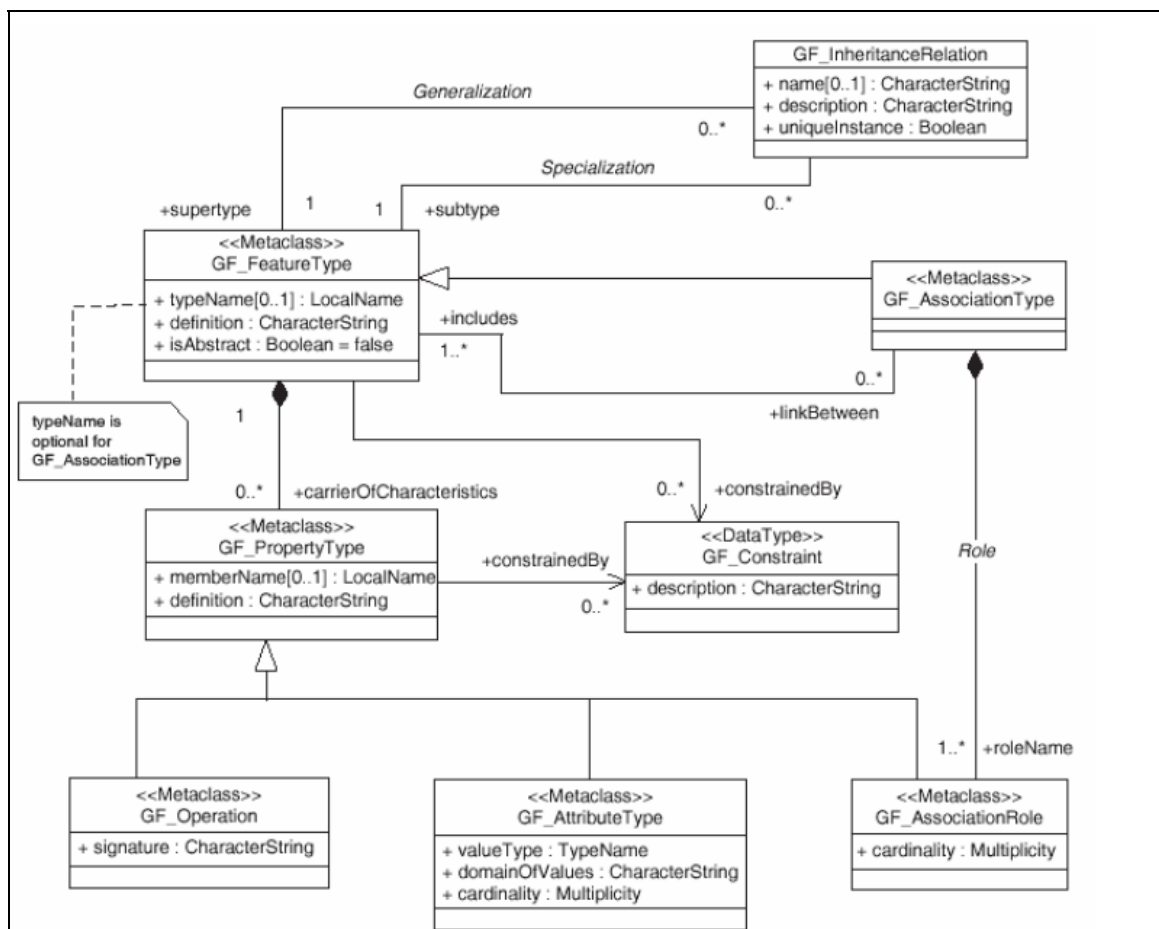 GF_InheritanceRelation
+ name[0..1] : CharacterString
+ description : CharacterString
+ uniqueInstance : Boolean
Generalization
0..*
Specialization
0..*
+supertype
1
1
+subtype
<<Metaclass>>
GF_FeatureType
+ typeName[0..1] : LocalName
+ definition : CharacterString
+ isAbstract : Boolean = false
<<Metaclass>>
GF_AssociationType
+includes
1..*
0..*
+linkBetween
typeName is
optional for
GF_AssociationType
1
0..*
+carrierOfCharacteristics
0..*
+constrainedBy
<<Metaclass>>
GF_PropertyType
+ memberName[0..1] : LocalName
+ definition : CharacterString
+constrainedBy
0..*
<<DataType>>
GF_Constraint
+ description : CharacterString
Role
1..*
+roleName
<<Metaclass>>
GF_Operation
+ signature : CharacterString
<<Metaclass>>
GF_AttributeType
+ valueType : TypeName
+ domainOfValues : CharacterString
+ cardinality : Multiplicity
<<Metaclass>>
GF_AssociationRole
+ cardinality : Multiplicity